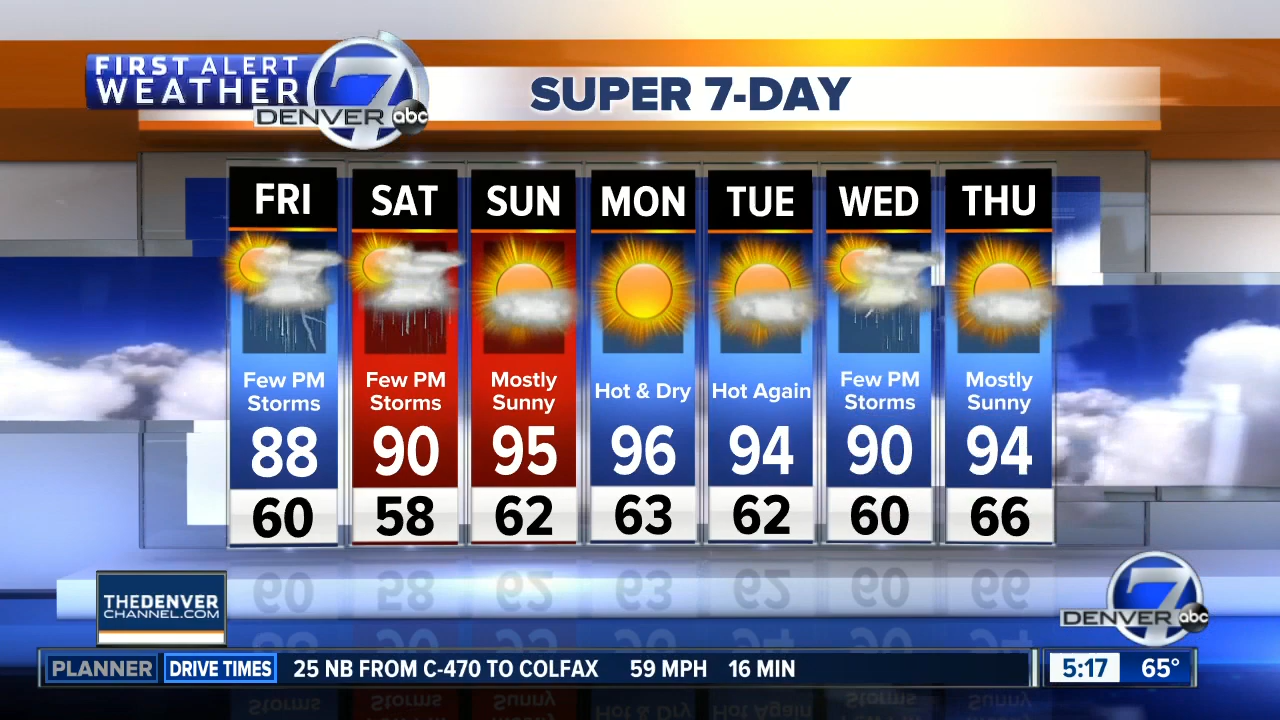 FIRST ALERT
WEATHER
7
DENVER abc
SUPER 7-DAY
FRI SAT SUN MON TUE WED THU
Few PM Storms
Few PM Storms
Mostly Sunny
Hot & Dry
Hot Again
Few PM Storms
Mostly Sunny
88 90 95 96 94 90 94
60 58 62 63 62 60 66
THEDENVER
CHANNEL.COM
7
DENVER abc
PLANNER DRIVE TIMES 25 NB FROM C-470 TO COLFAX 59 MPH 16 MIN 5:17 65°